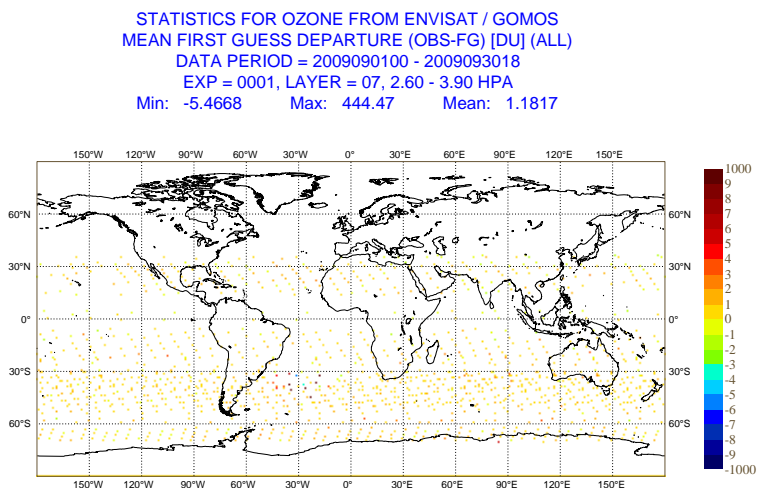 STATISTICS FOR OZONE FROM ENVISAT / GOMOS
MEAN FIRST GUESS DEPARTURE (OBS-FG) [DU] (ALL)
DATA PERIOD = 2009090100 - 2009093018
EXP = 0001, LAYER = 07, 2.60 - 3.90 HPA
Min: -5.4668 Max: 444.47 Mean: 1.1817
150°W 120°W 90°W 60°W 30°W 0° 30°E 60°E 90°E 120°E 150°E
60°N 60°N
30°N 30°N
0° 0°
30°S 30°S
60°S 60°S
150°W 120°W 90°W 60°W 30°W 0° 30°E 60°E 90°E 120°E 150°E
1000
9
8
7
6
5
4
3
2
1
0
-1
-2
-3
-4
-5
-6
-7
-8
-9
-1000